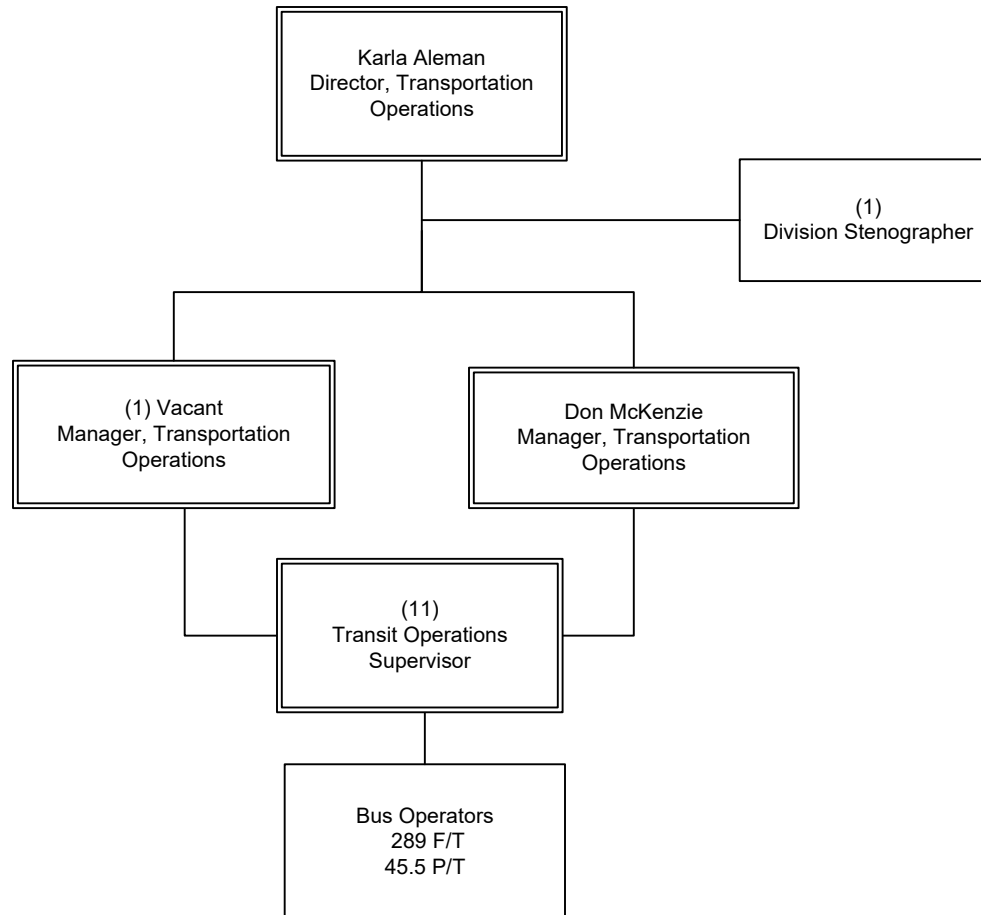 Karla Aleman
Director, Transportation
Operations
(1)
Division Stenographer
(1) Vacant
Manager, Transportation
Operations
Don McKenzie
Manager, Transportation
Operations
(11)
Transit Operations
Supervisor
Bus Operators
289 F/T
45.5 P/T